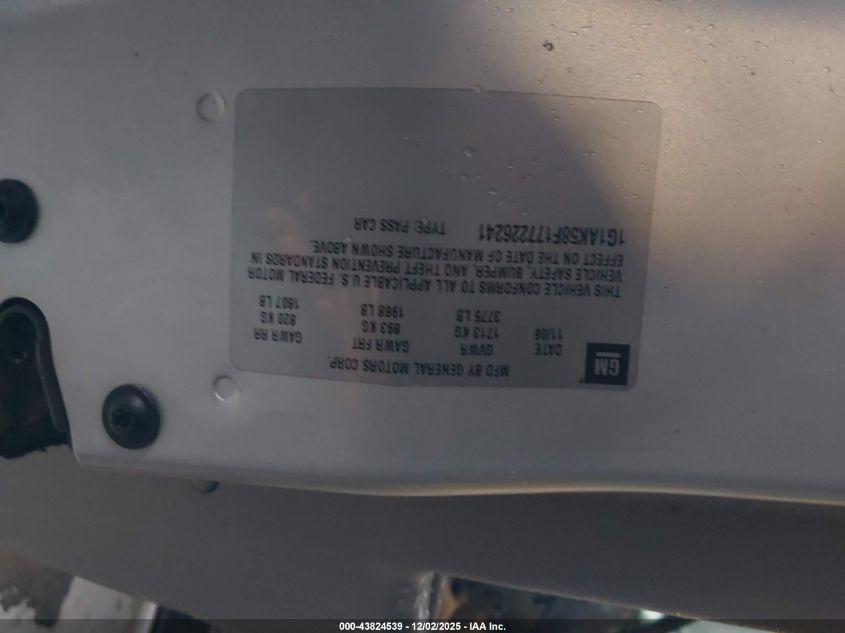 MFD BY GENERAL MOTORS CORP.
GM
DATE GVWR GAWR FRT GAWR RR
11/06 1713 KG 893 KG 820 KG
3775 LB 1968 LB 1807 LB
THIS VEHICLE CONFORMS TO ALL APPLICABLE U.S. FEDERAL MOTOR
VEHICLE SAFETY, BUMPER, AND THEFT PREVENTION STANDARDS IN
EFFECT ON THE DATE OF MANUFACTURE SHOWN ABOVE.
1G1AK58F177226241 TYPE: PASS CAR
000-43824539 - 12/02/2025 - IAA Inc.